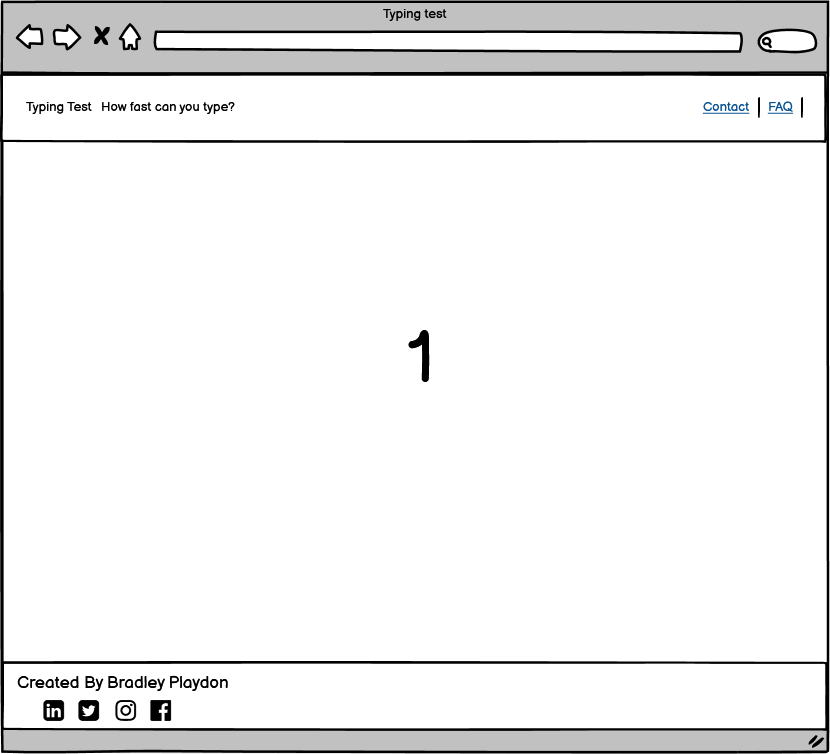 Typing test
Typing Test How fast can you type?
Contact FAQ
1
Created By Bradley Playdon